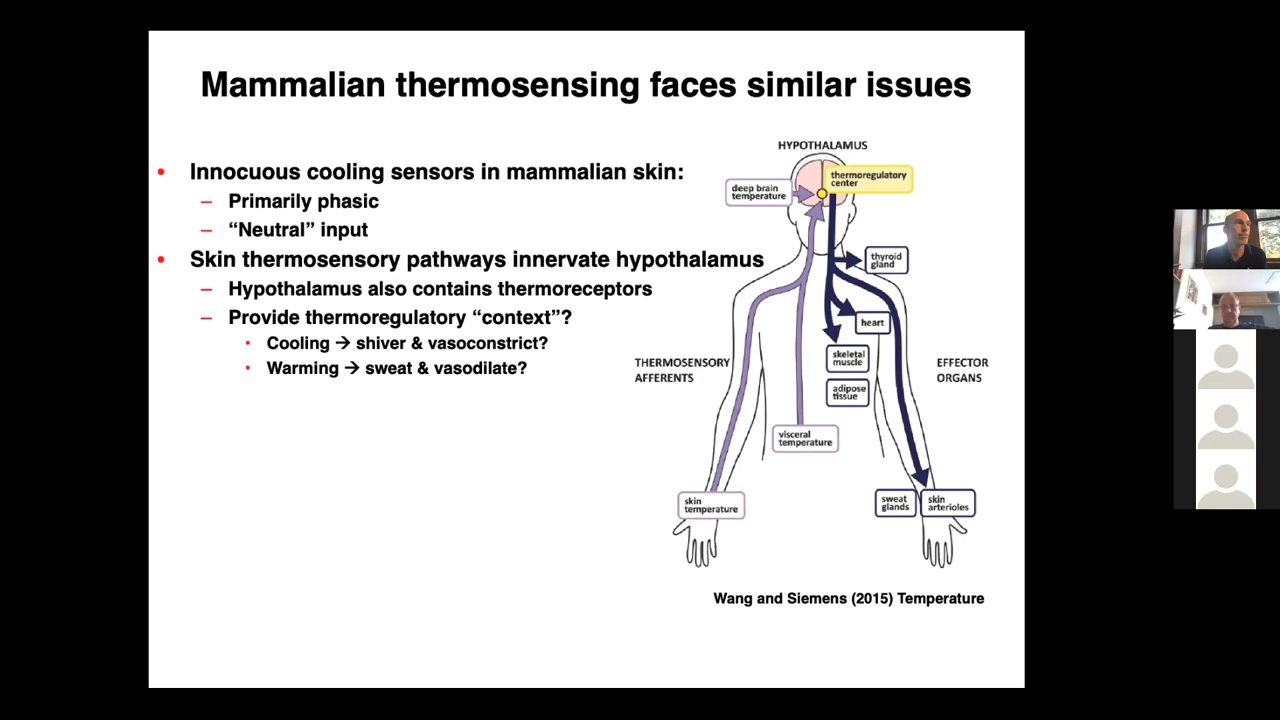 Mammalian thermosensing faces similar issues
• Innocuous cooling sensors in mammalian skin:
– Primarily phasic
– “Neutral” input
• Skin thermosensory pathways innervate hypothalamus
– Hypothalamus also contains thermoreceptors
– Provide thermoregulatory “context”?
• Cooling → shiver & vasoconstrict?
• Warming → sweat & vasodilate?
HYPOTHALAMUS
thermoregulatory
center
deep brain
temperature
thyroid
gland
heart
THERMOSENSORY
AFFERENTS
skeletal
muscle
EFFECTOR
ORGANS
adipose
tissue
visceral
temperature
skin
temperature
sweat
glands
skin
arterioles
Wang and Siemens (2015) Temperature